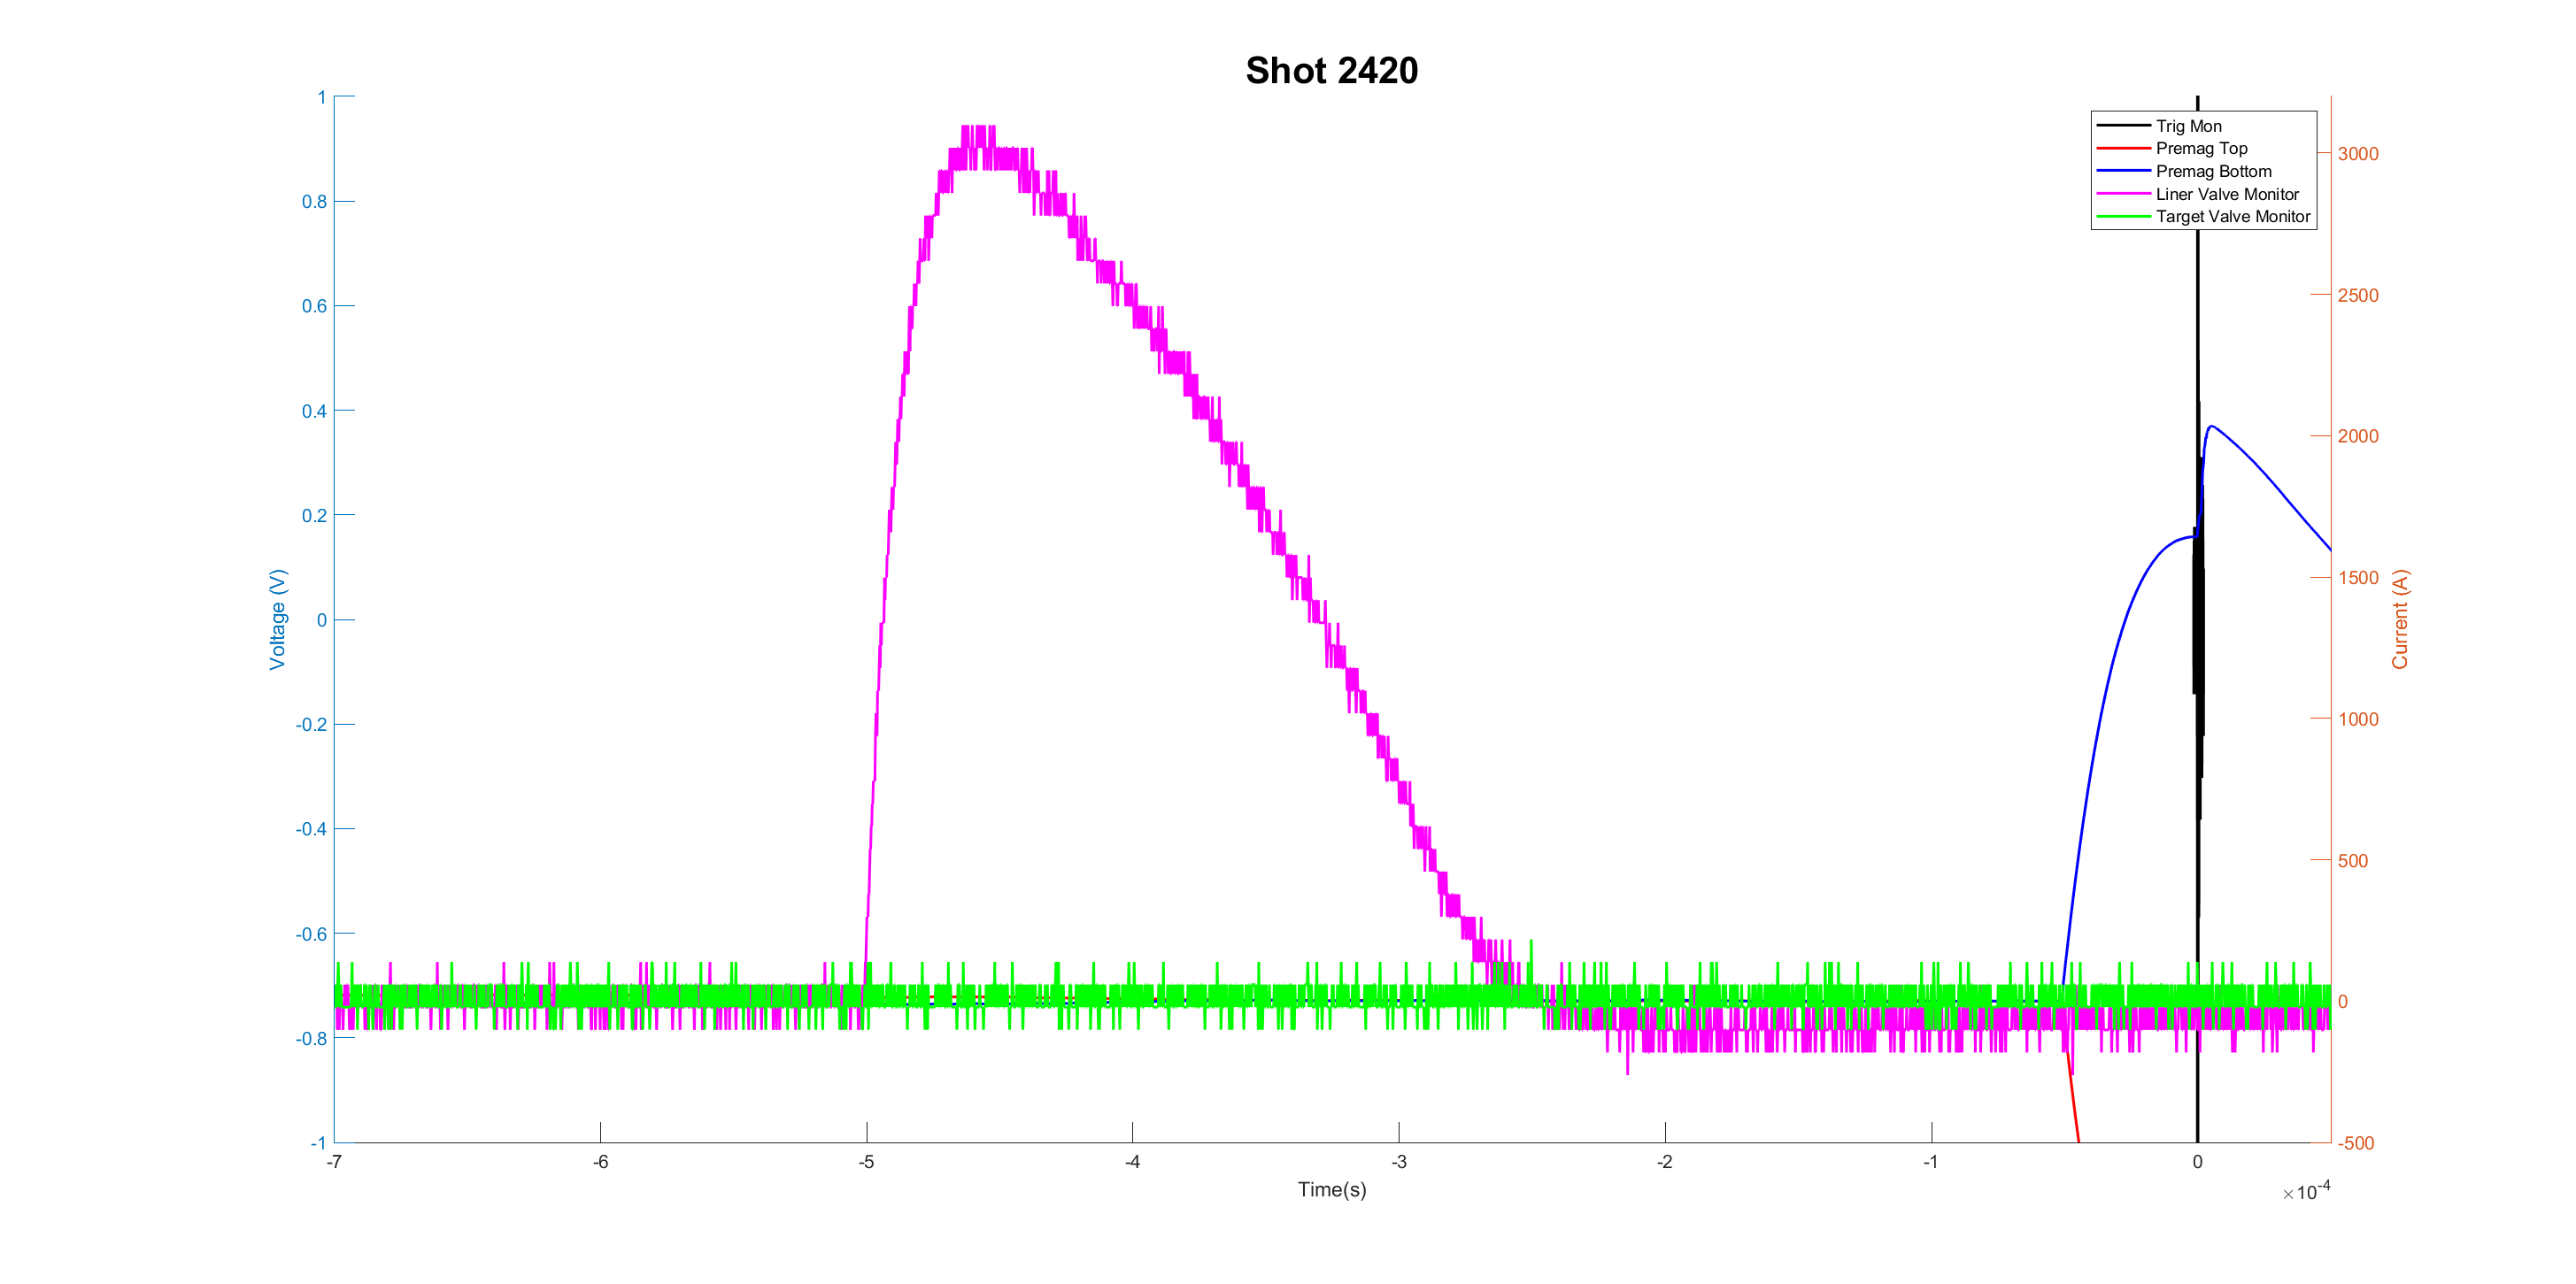 Shot 2420
Trig Mon
Premag Top
Premag Bottom
Liner Valve Monitor
Target Valve Monitor
Voltage (V)
1
0.8
0.6
0.4
0.2
0
-0.2
-0.4
-0.6
-0.8
-1
Current (A)
3000
2500
2000
1500
1000
500
0
-500
-7 -6 -5 -4 -3 -2 -1 0
Time(s)
×10-4